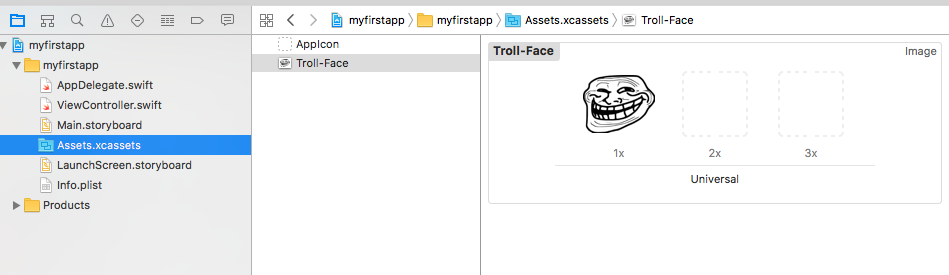 myfirstapp myfirstapp Assets.xcassets Troll-Face
myfirstapp
myfirstapp
AppDelegate.swift
ViewController.swift
Main.storyboard
Assets.xcassets
LaunchScreen.storyboard
Info.plist
Products
AppIcon
Troll-Face
Troll-Face
Image
1x 2x 3x
Universal